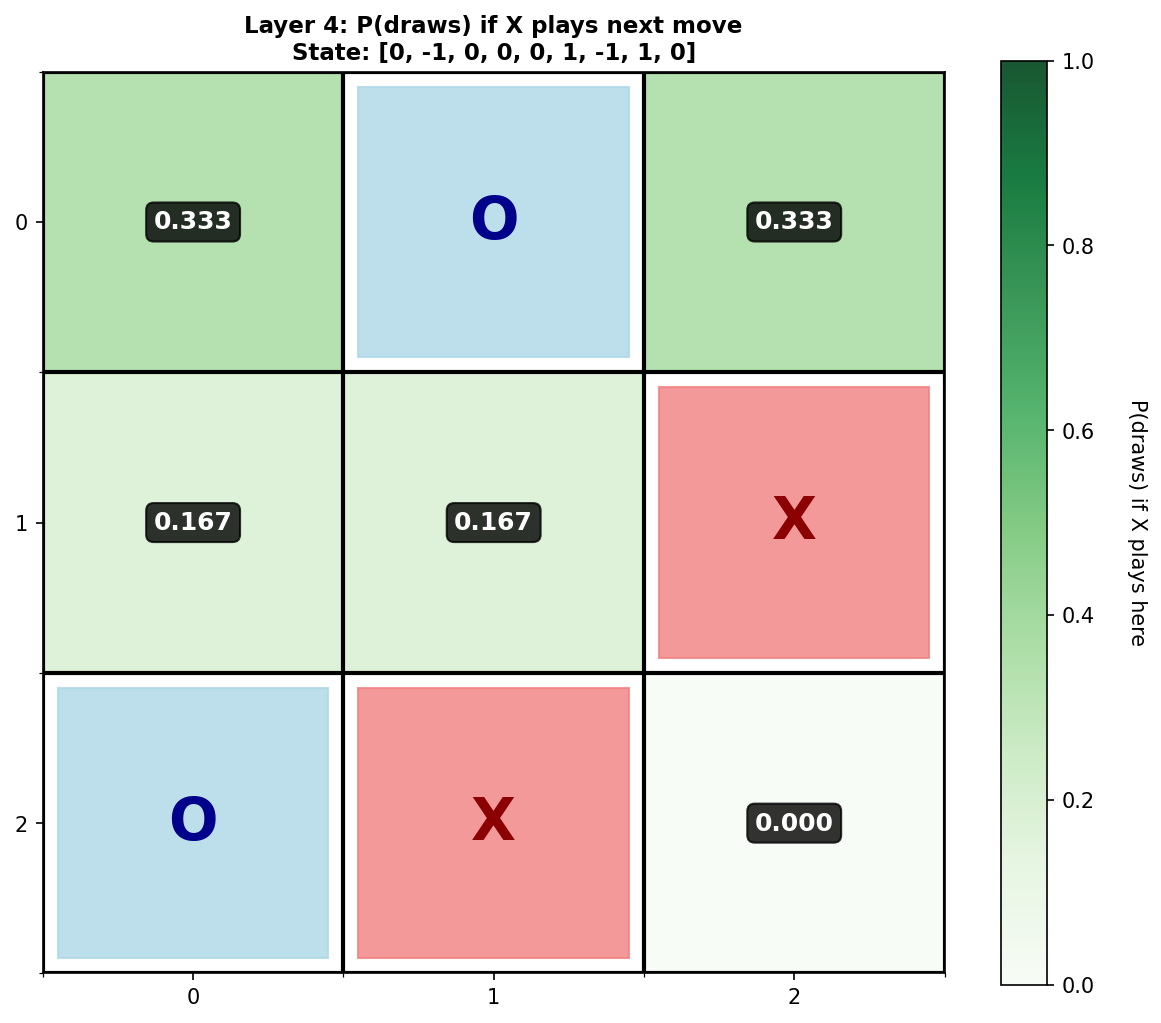 Layer 4: P(draws) if X plays next move
State: [0, -1, 0, 0, 0, 1, -1, 1, 0]
1.0
0.8
0.6
0.4
0.2
0.0
P(draws) if X plays here
0
0.333
O
0.333
1
0.167
0.167
X
2
O
X
0.000
0
1
2